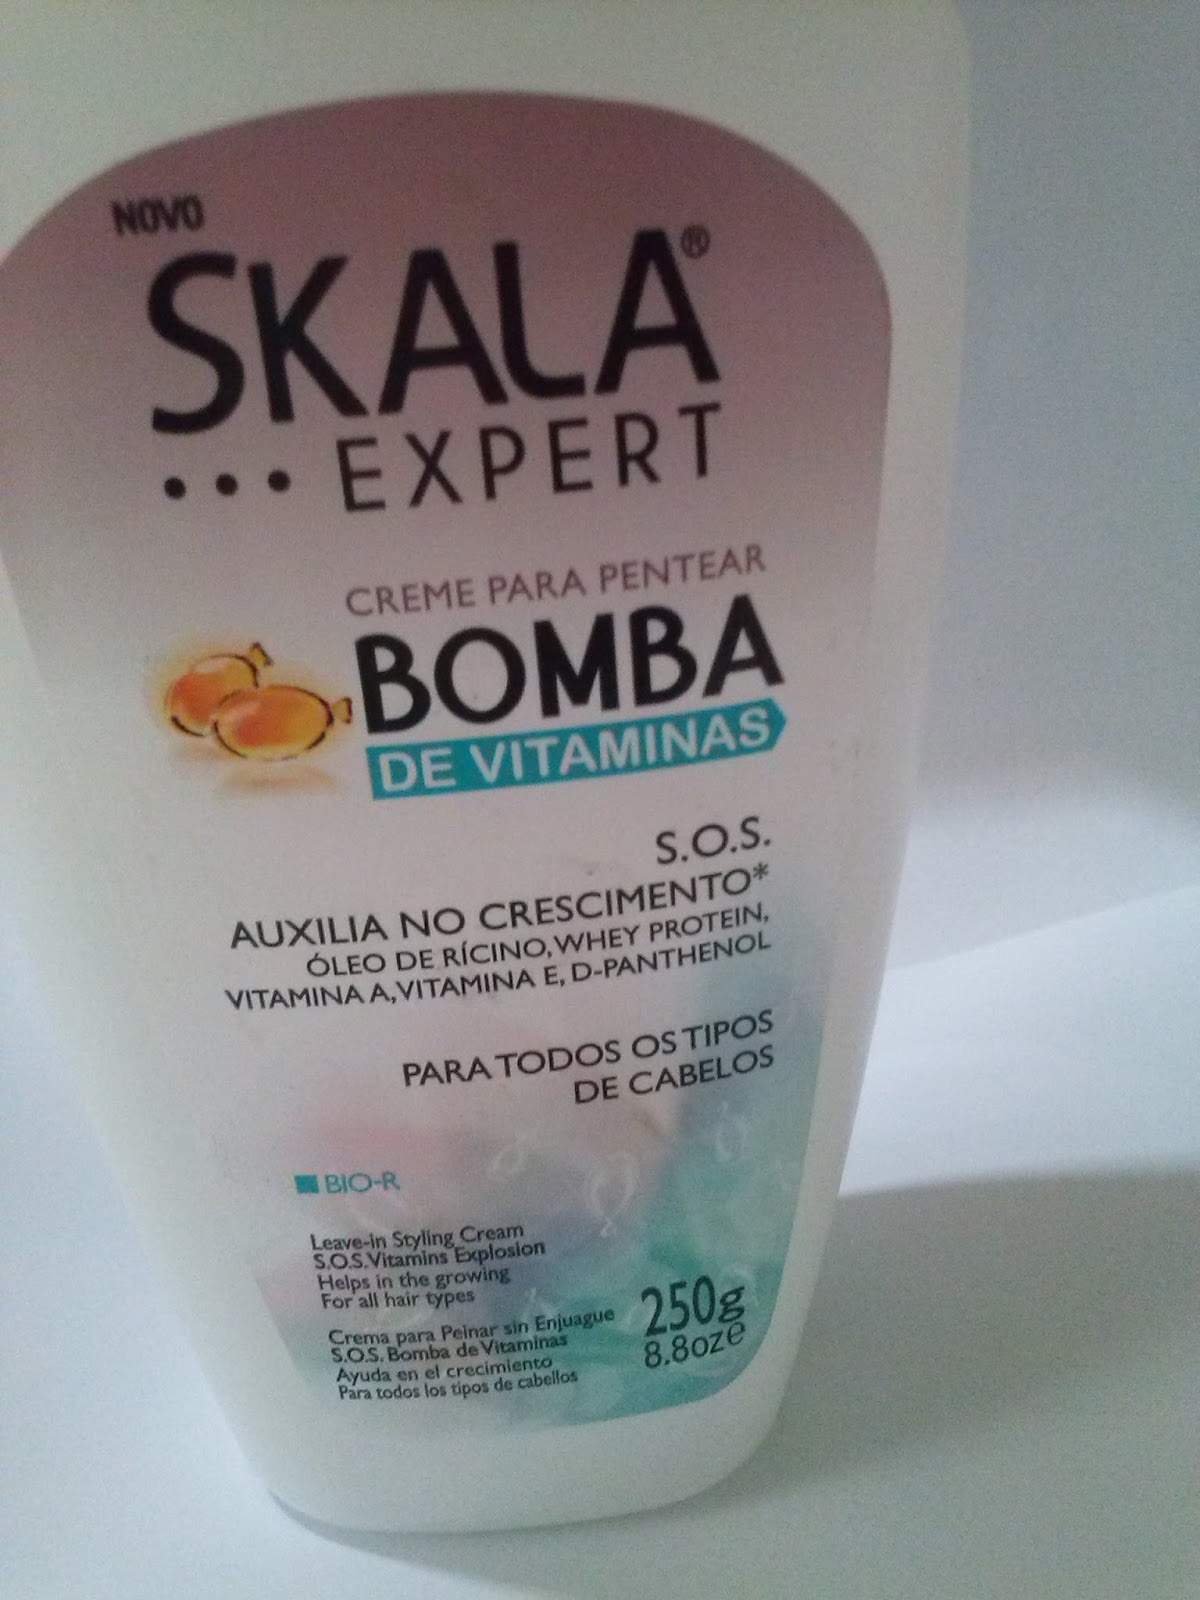 NOVO
SKALA®
... EXPERT
CREME PARA PENTEAR
BOMBA
DE VITAMINAS
S.O.S.
AUXILIA NO CRESCIMENTO*
ÓLEO DE RÍCINO, WHEY PROTEIN,
VITAMINA A, VITAMINA E, D-PANTHENOL
PARA TODOS OS TIPOS
DE CABELOS
BIO-R
Leave-in Styling Cream
S.O.S. Vitamins Explosion
Helps in the growing
For all hair types
Crema para Peinar sin Enjuague
S.O.S. Bomba de Vitaminas
Ayuda en el crecimiento
Para todos los tipos de cabellos
250g
8.8oz℮